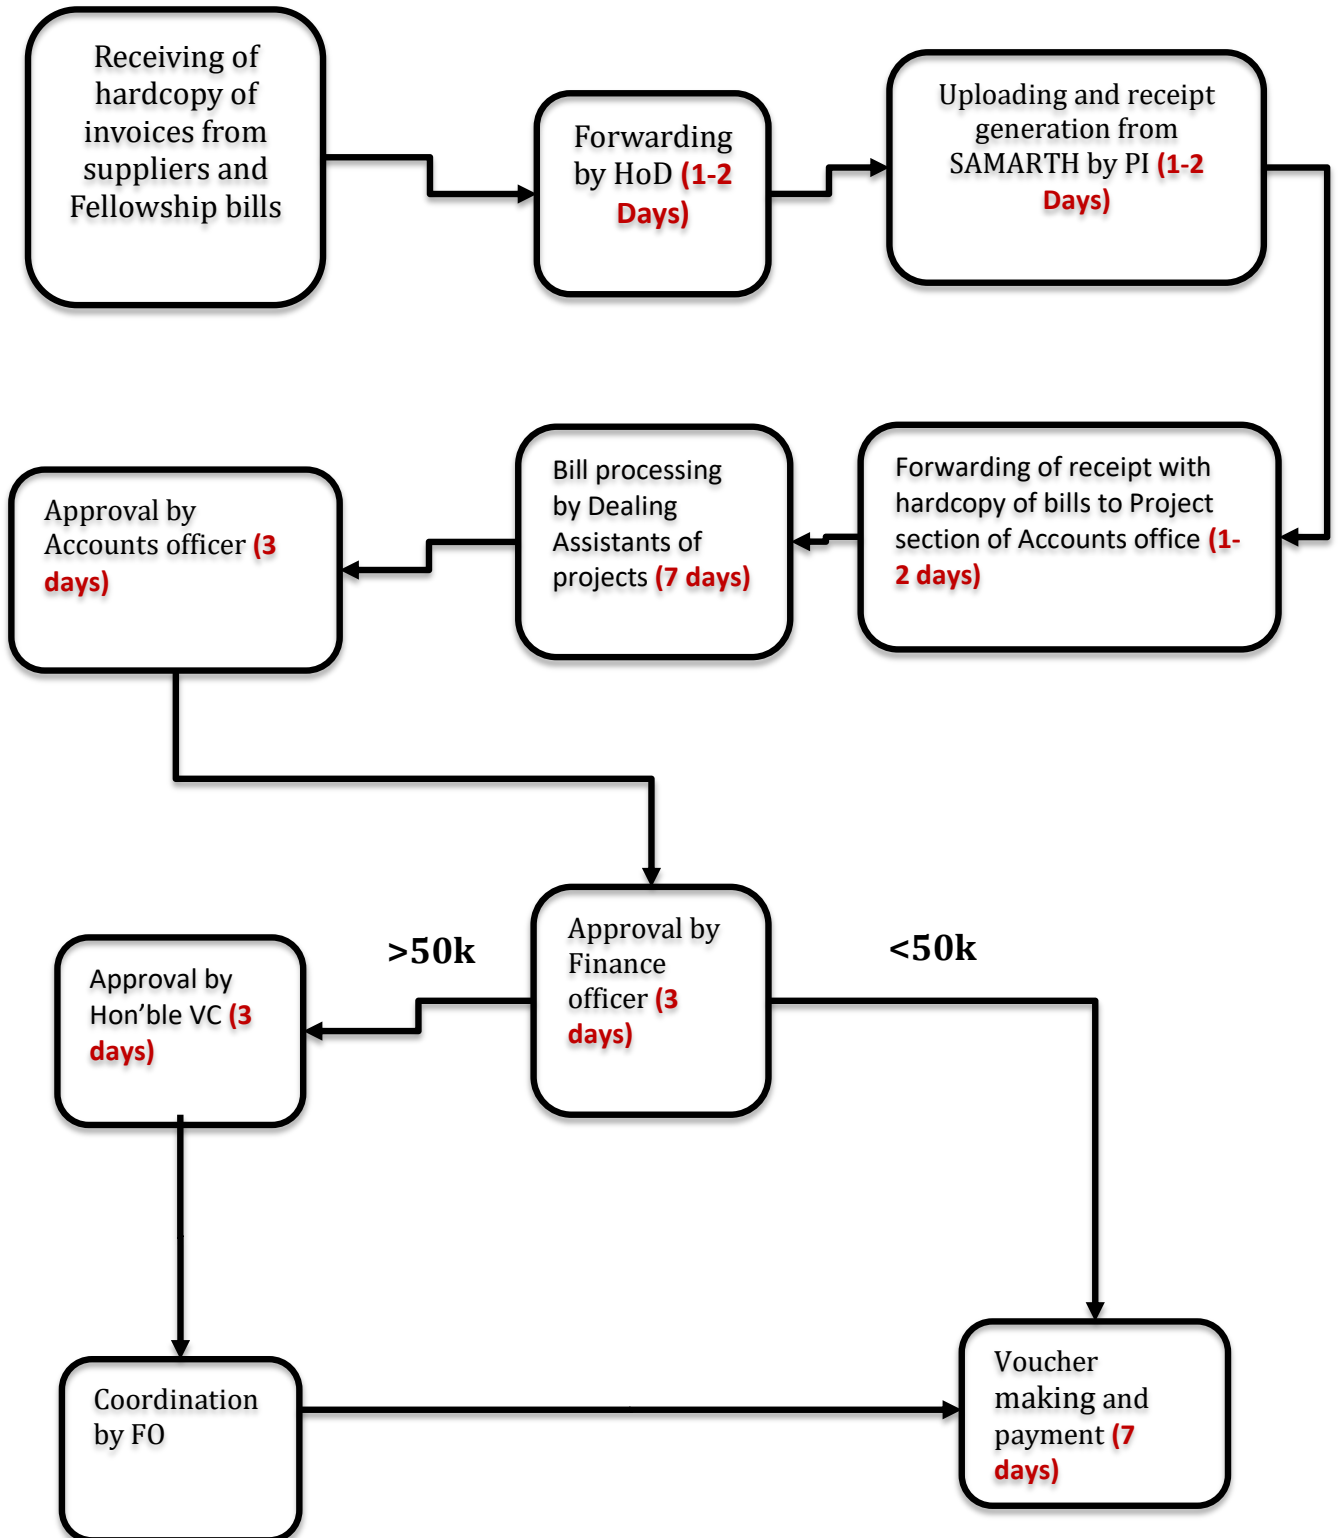 Receiving of
hardcopy of
invoices from
suppliers and
Fellowship bills
Forwarding
by HoD (1-2
Days)
Uploading and receipt
generation from
SAMARTH by PI (1-2
Days)
Forwarding of receipt with
hardcopy of bills to Project
section of Accounts office (1-
2 days)
Bill processing
by Dealing
Assistants of
projects (7 days)
Approval by
Accounts officer (3
days)
Approval by
Finance
officer (3
days)
>50k
<50k
Approval by
Hon’ble VC (3
days)
Coordination
by FO
Voucher
making and
payment (7
days)